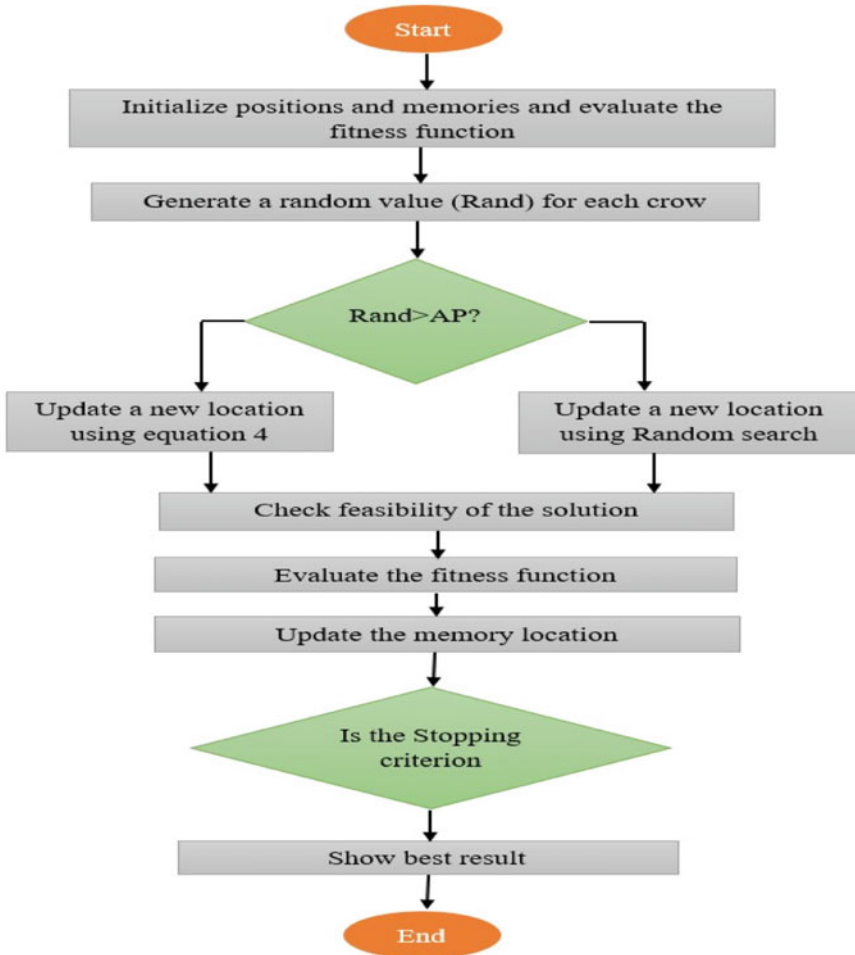 Start
Initialize positions and memories and evaluate the
fitness function
Generate a random value (Rand) for each crow
Rand>AP?
Update a new location
using equation 4
Update a new location
using Random search
Check feasibility of the solution
Evaluate the fitness function
Update the memory location
Is the Stopping
criterion
Show best result
End